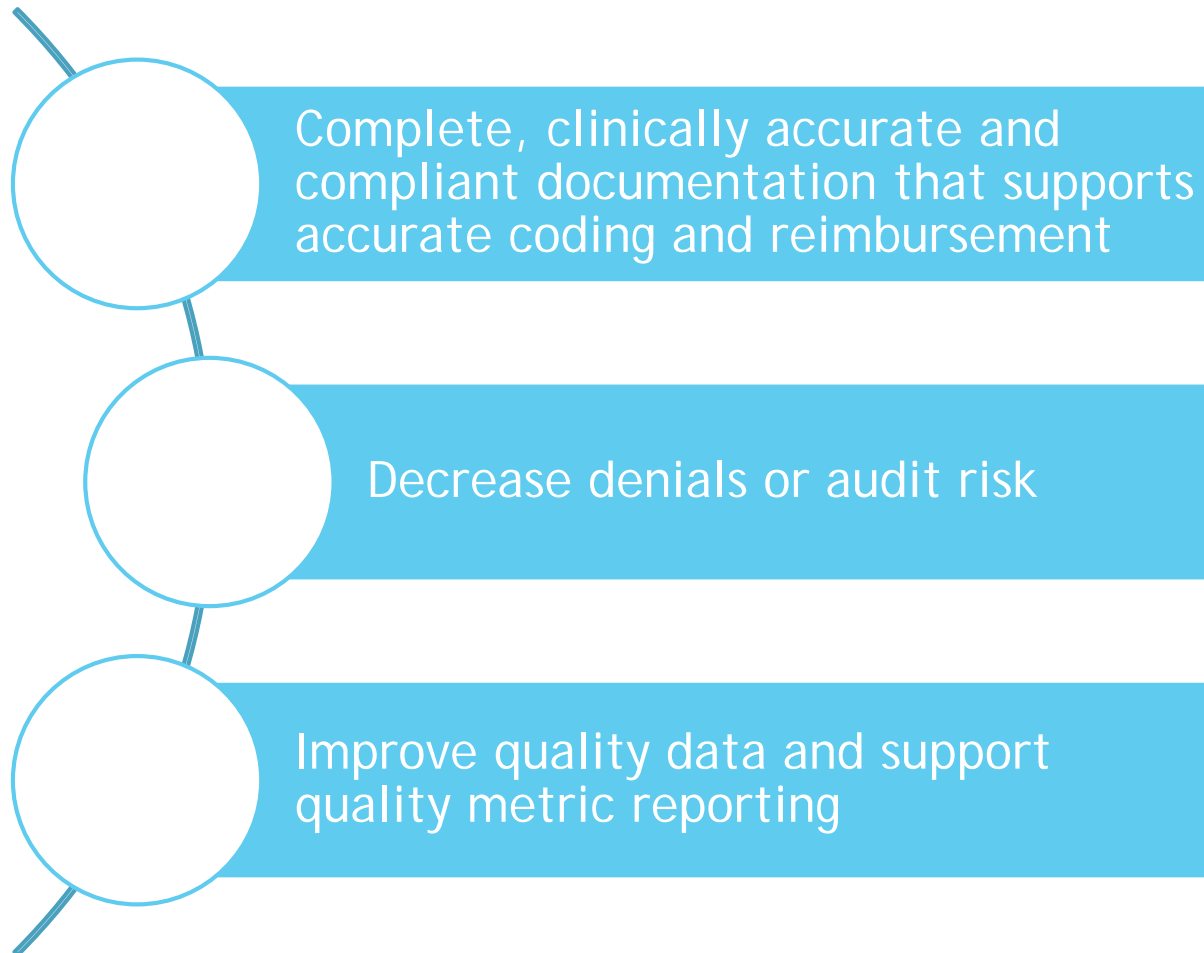 Complete, clinically accurate and
compliant documentation that supports
accurate coding and reimbursement
Decrease denials or audit risk
Improve quality data and support
quality metric reporting